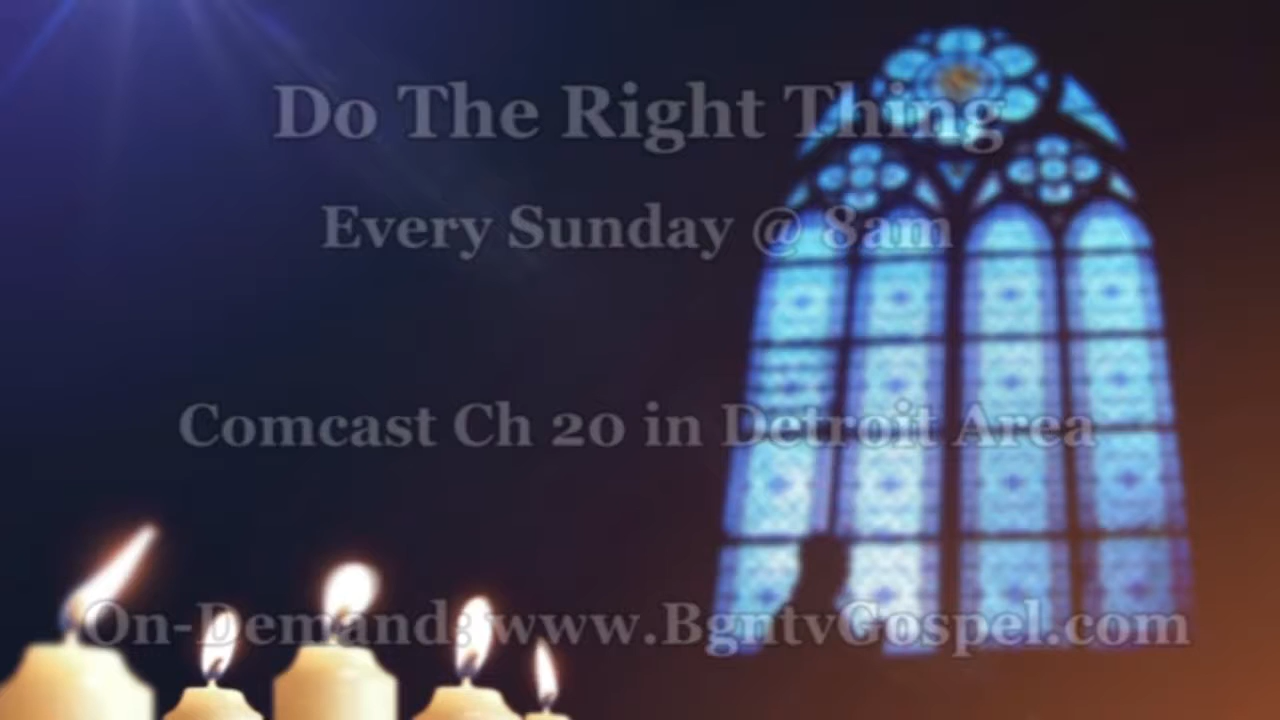 Do The Right Thing
Every Sunday @ 8am
Comcast Ch 20 in Detroit Area
On-Demand: www.BgntvGospel.com